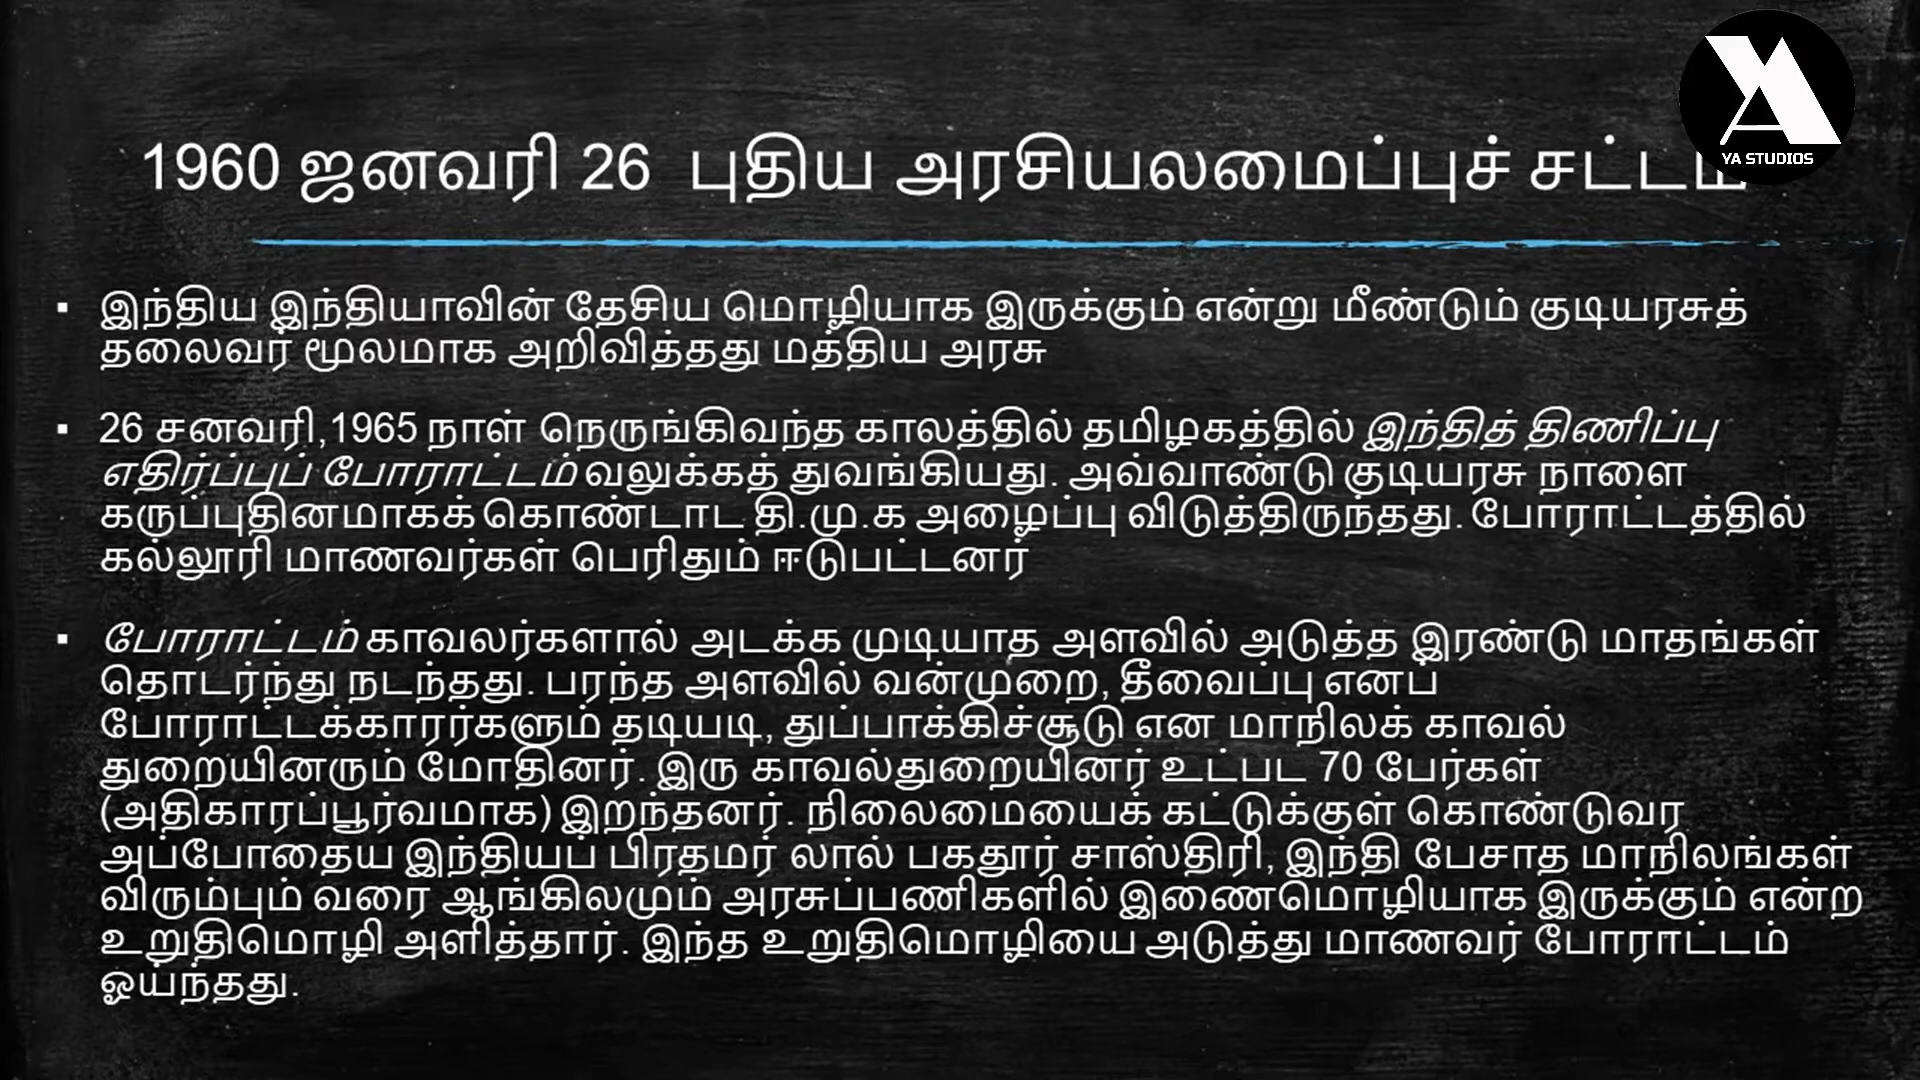 YA STUDIOS
1960 ஜனவரி 26 புதிய அரசியலமைப்புச் சட்டம்
▪ இந்திய இந்தியாவின் தேசிய மொழியாக இருக்கும் என்று மீண்டும் குடியரசுத்
தலைவர் மூலமாக அறிவித்தது மத்திய அரசு
▪ 26 சனவரி,1965 நாள் நெருங்கிவந்த காலத்தில் தமிழகத்தில் இந்தித் திணிப்பு
எதிர்ப்புப் போராட்டம் வலுக்கத் துவங்கியது. அவ்வாண்டு குடியரசு நாளை
கருப்புதினமாகக் கொண்டாட தி.மு.க அழைப்பு விடுத்திருந்தது. போராட்டத்தில்
கல்லூரி மாணவர்கள் பெரிதும் ஈடுபட்டனர்
▪ போராட்டம் காவலர்களால் அடக்க முடியாத அளவில் அடுத்த இரண்டு மாதங்கள்
தொடர்ந்து நடந்தது. பரந்த அளவில் வன்முறை, தீவைப்பு எனப்
போராட்டக்காரர்களும் தடியடி, துப்பாக்கிச்சூடு என மாநிலக் காவல்
துறையினரும் மோதினர். இரு காவல்துறையினர் உட்பட 70 பேர்கள்
(அதிகாரப்பூர்வமாக) இறந்தனர். நிலைமையைக் கட்டுக்குள் கொண்டுவர
அப்போதைய இந்தியப் பிரதமர் லால் பகதூர் சாஸ்திரி, இந்தி பேசாத மாநிலங்கள்
விரும்பும் வரை ஆங்கிலமும் அரசுப்பணிகளில் இணைமொழியாக இருக்கும் என்ற
உறுதிமொழி அளித்தார். இந்த உறுதிமொழியை அடுத்து மாணவர் போராட்டம்
ஓய்ந்தது.